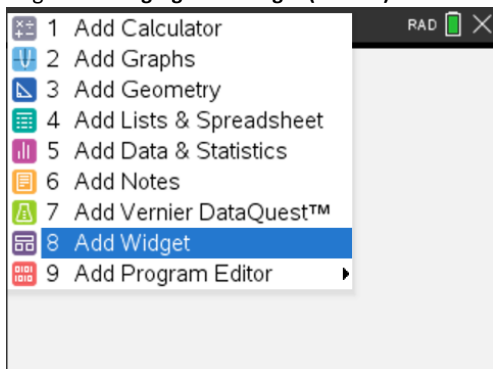 1 Add Calculator
RAD
2 Add Graphs
3 Add Geometry
4 Add Lists & Spreadsheet
5 Add Data & Statistics
6 Add Notes
7 Add Vernier DataQuest™
8 Add Widget
9 Add Program Editor